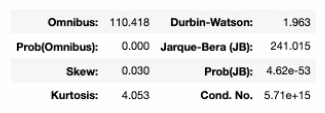 Omnibus: 110.418 Durbin-Watson: 1.963
Prob(Omnibus): 0.000 Jarque-Bera (JB): 241.015
Skew: 0.030 Prob(JB): 4.62e-53
Kurtosis: 4.053 Cond. No. 5.71e+15